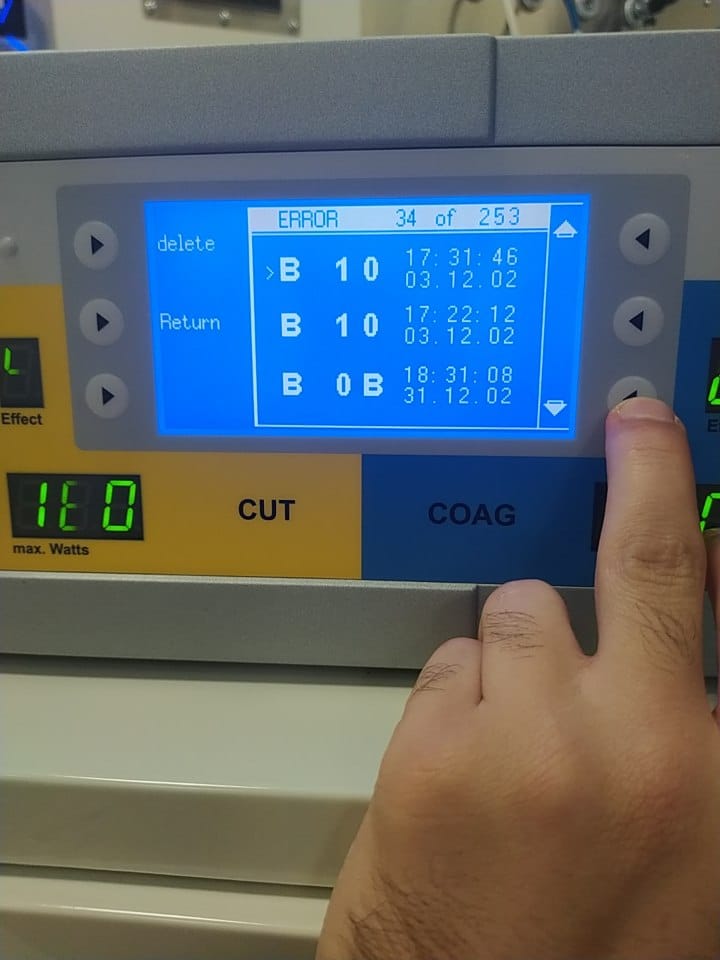 ERROR 34 of 253
delete
>B 10 17:31:46
03.12.02
Return
B 10 17:22:12
03.12.02
B 0B 18:31:08
31.12.02
Effect
CUT
COAG
max. Watts